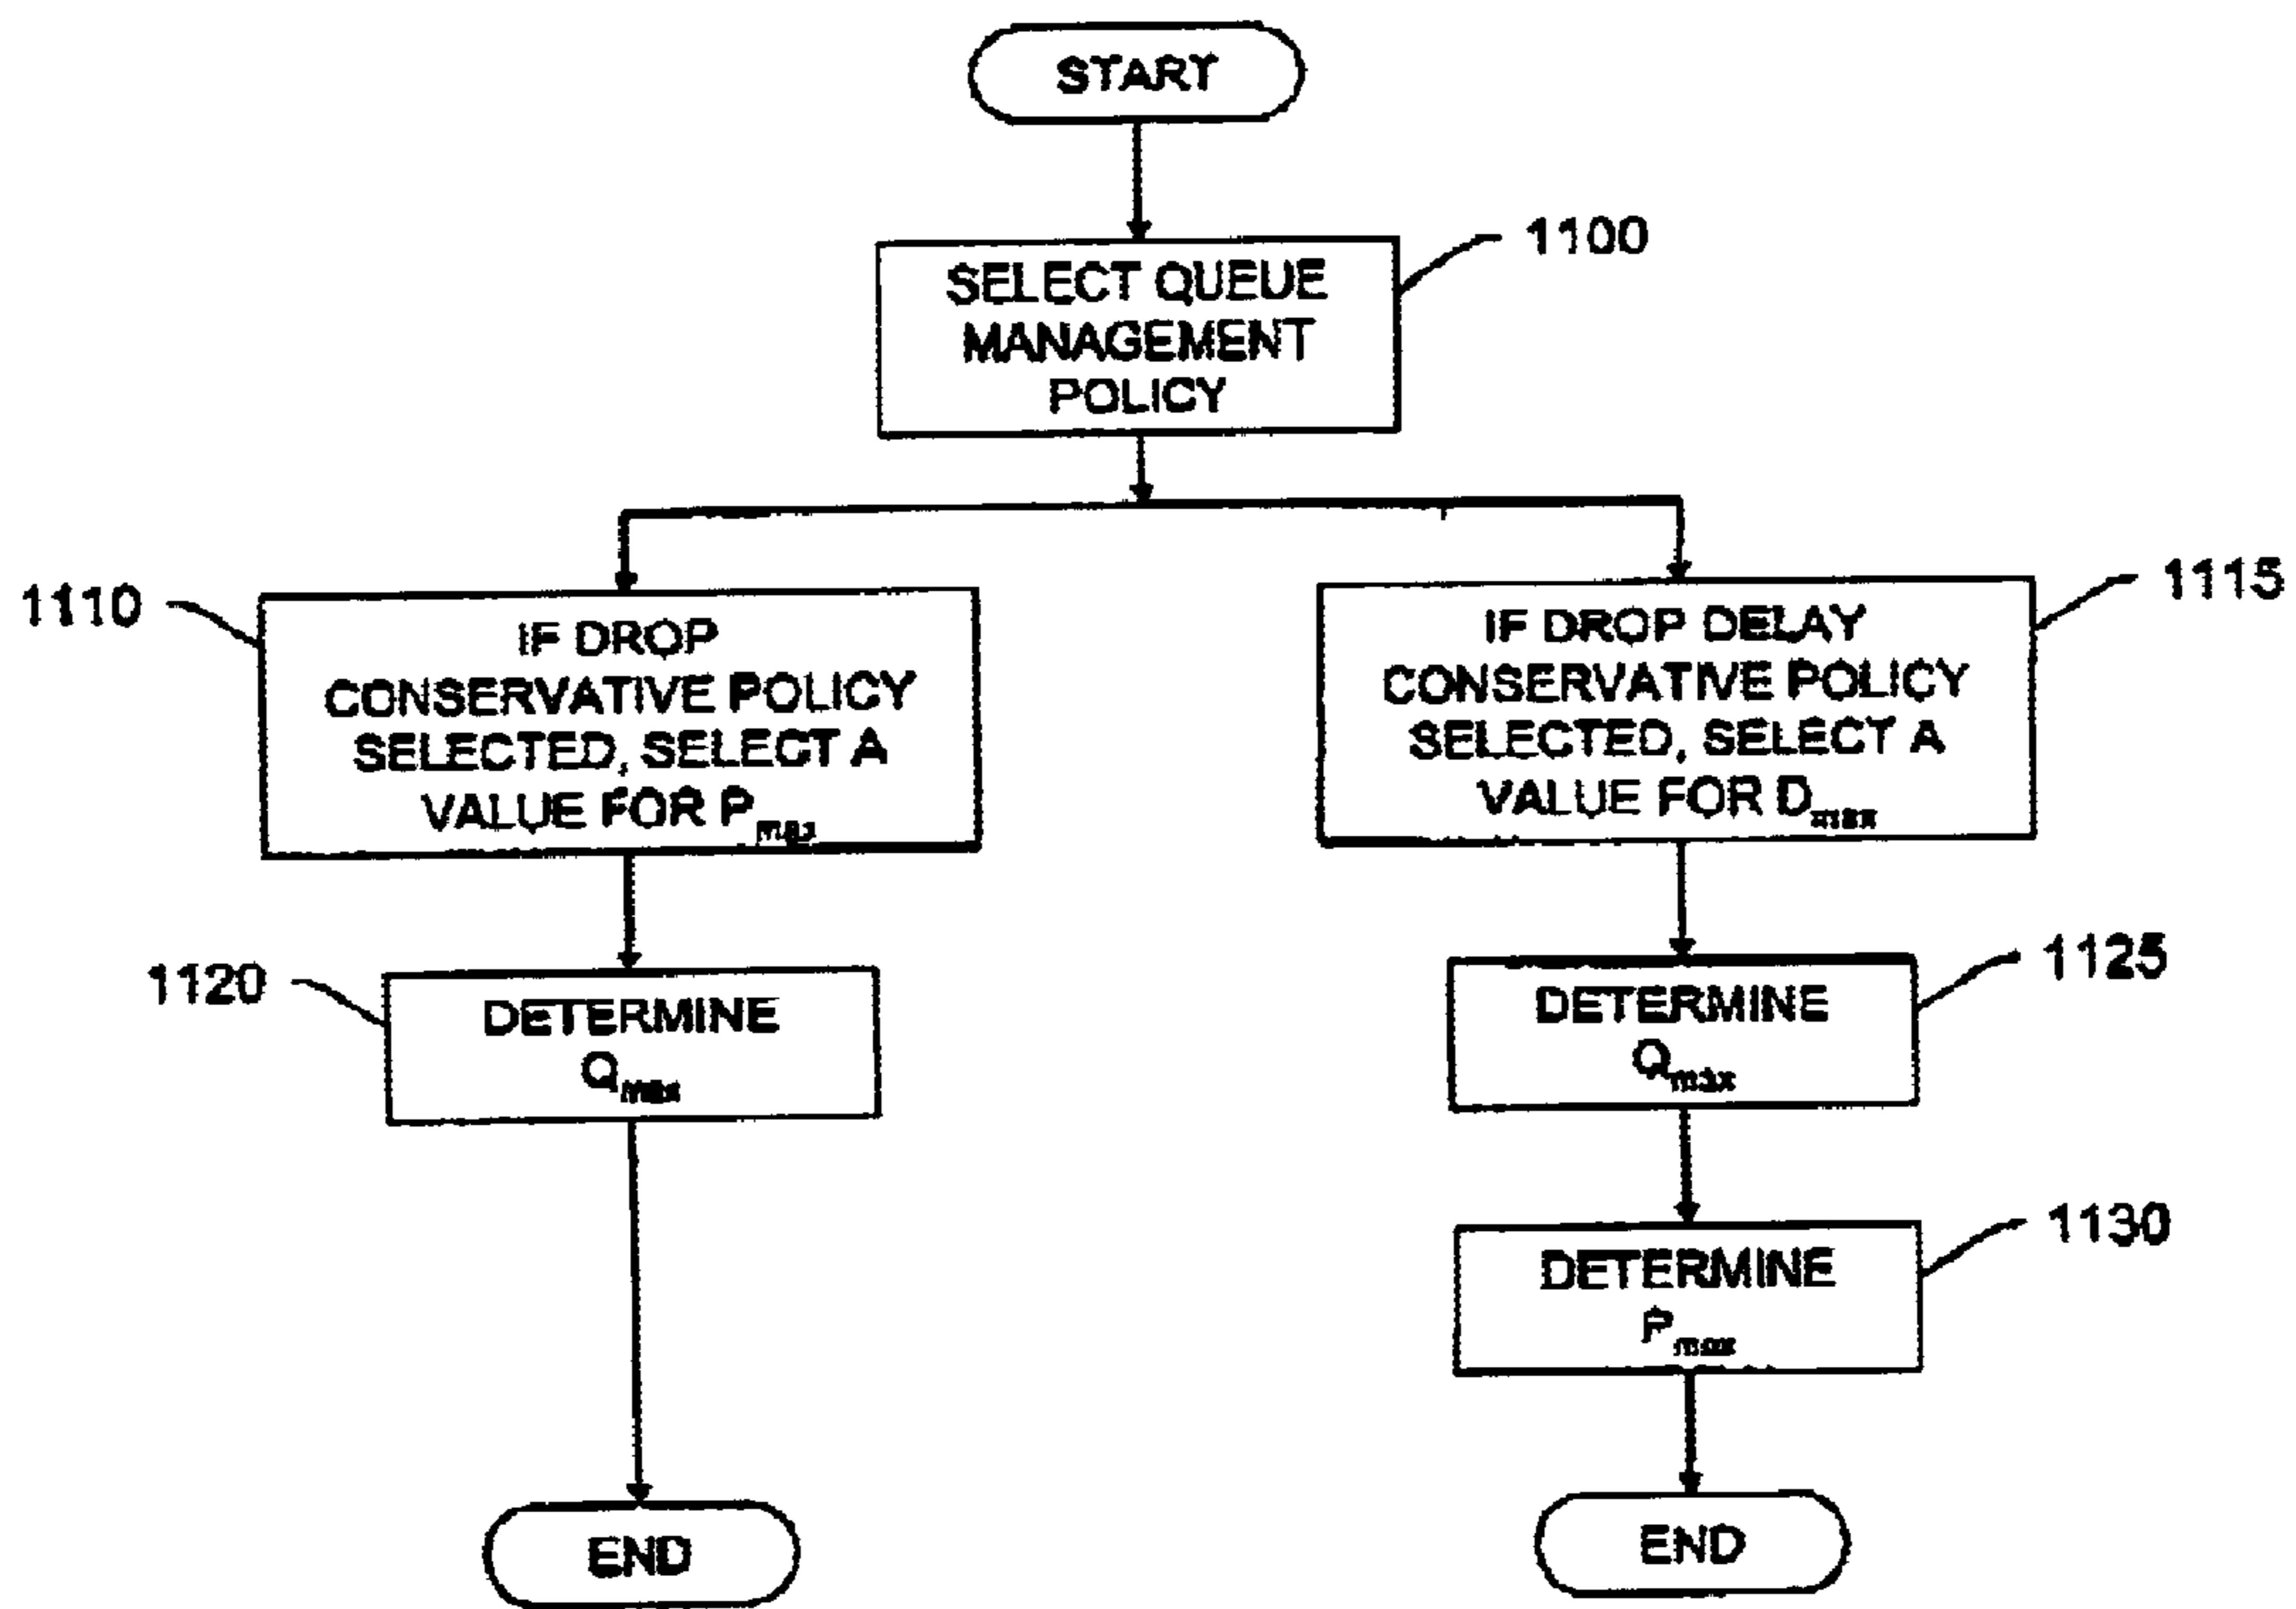 START
1100
SELECT QUEUE
MANAGEMENT
POLICY
1110
IF DROP
CONSERVATIVE POLICY
SELECTED, SELECT A
VALUE FOR Pmax
1115
IF DROP DELAY
CONSERVATIVE POLICY
SELECTED, SELECT A
VALUE FOR Dmax
1120
DETERMINE
Qmax
1125
DETERMINE
Qmax
1130
DETERMINE
Pmax
END
END